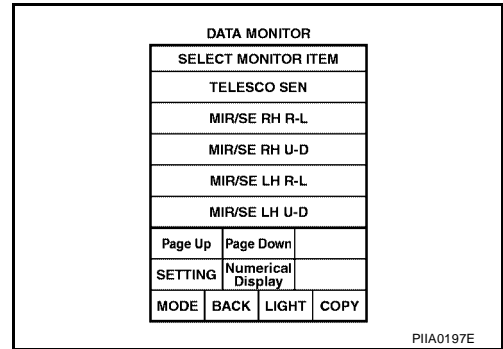 DATA MONITOR
SELECT MONITOR ITEM
TELESCO SEN
MIR/SE RH R-L
MIR/SE RH U-D
MIR/SE LH R-L
MIR/SE LH U-D
Page Up Page Down
SETTING Numerical
Display
MODE BACK LIGHT COPY
PIIA0197E